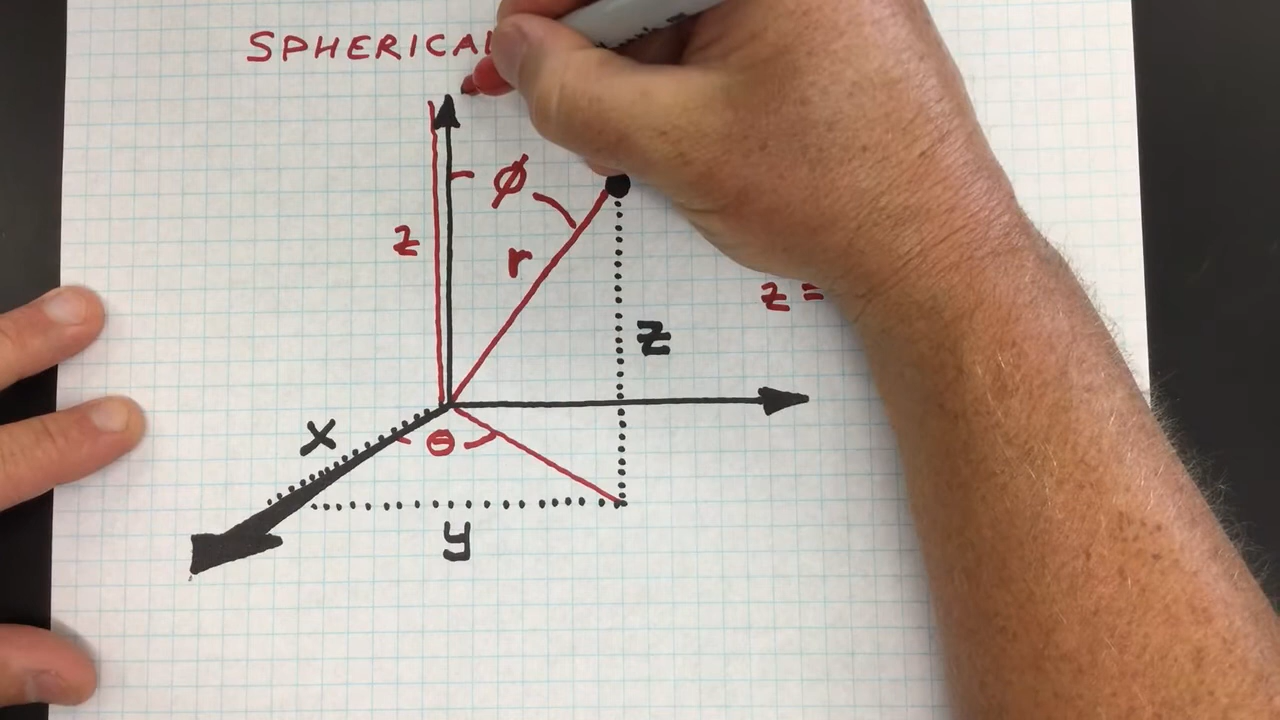 SPHERICAL
φ
z
r
z =
z
x
θ
y